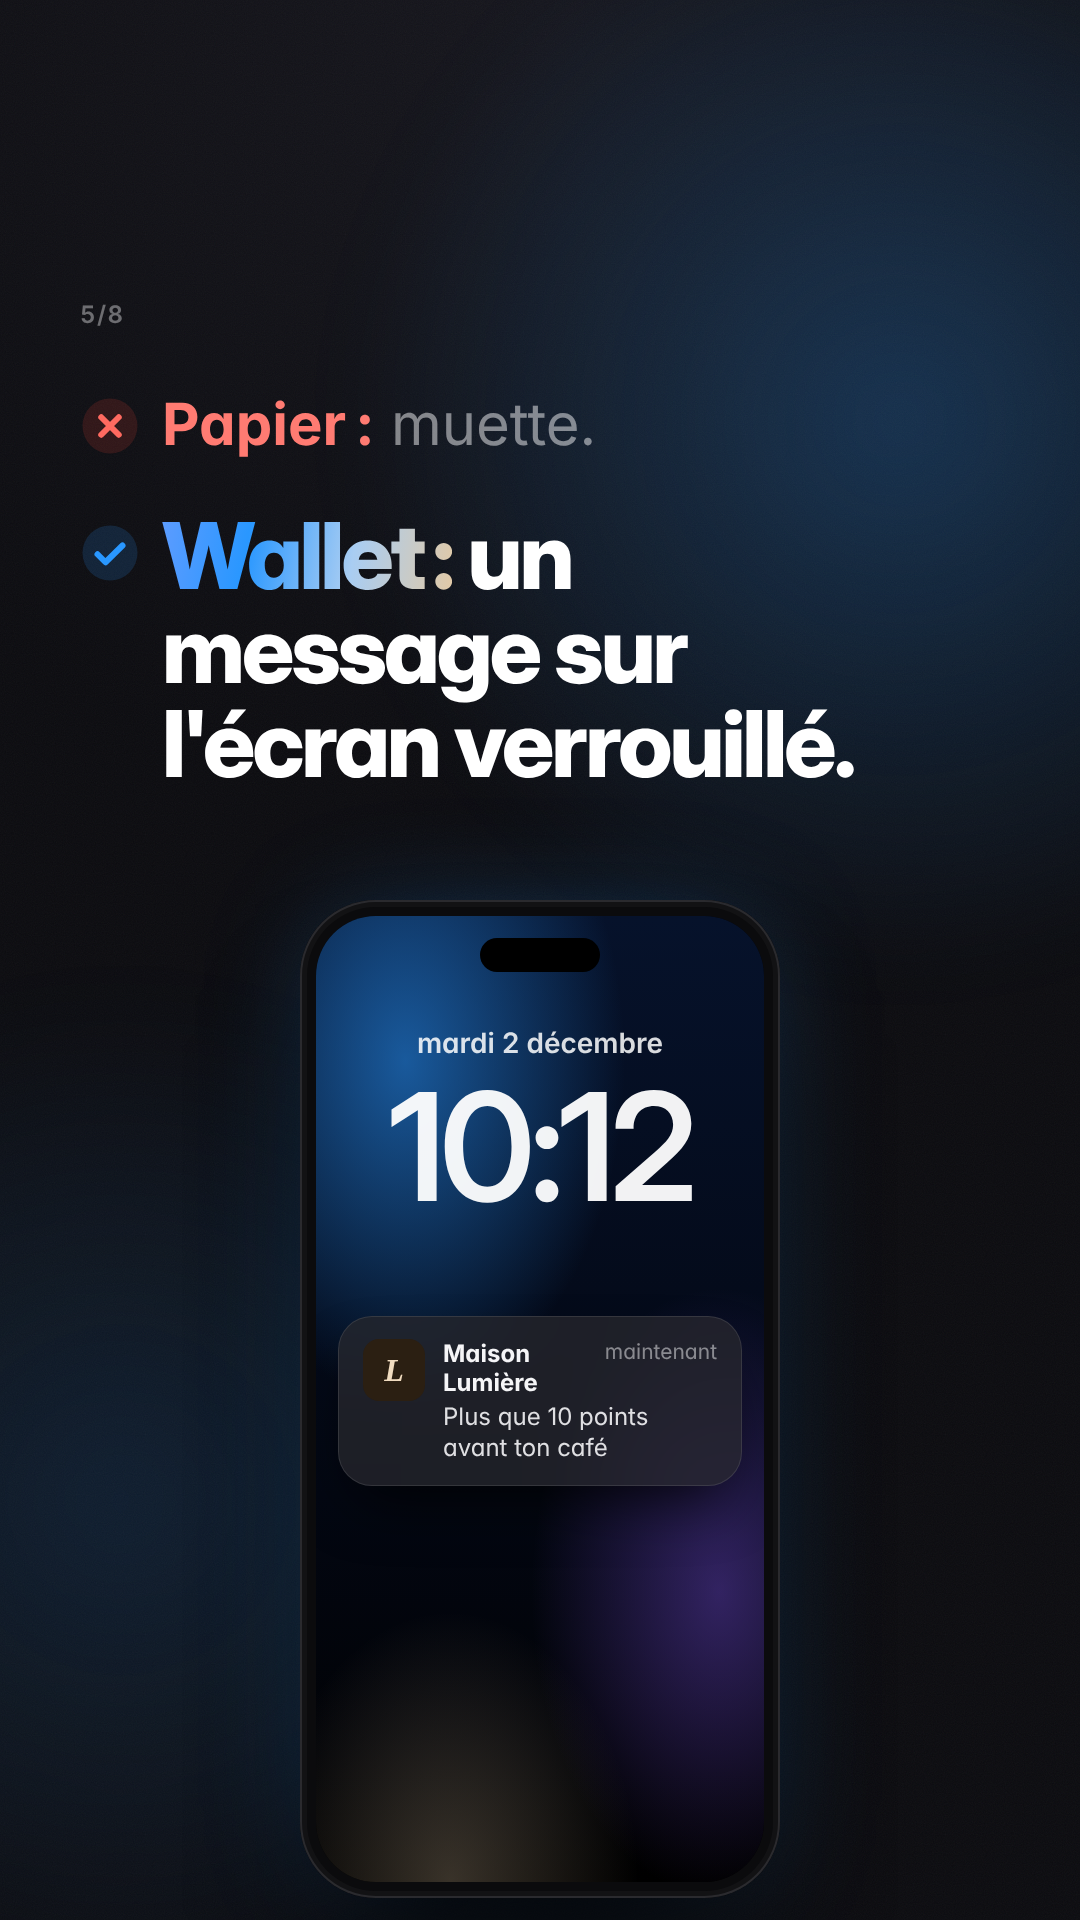 5/8
Papier : muette.
Wallet : un
message sur
l'écran verrouillé.
mardi 2 décembre
10:12
L
Maison
Lumière
maintenant
Plus que 10 points
avant ton café